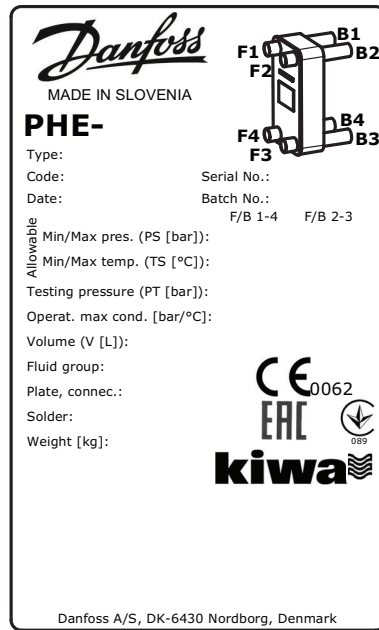 Danfoss
MADE IN SLOVENIA
PHE-
F1
F2
B1
B2
F4
F3
B4
B3
Type:
Code: Serial No.:
Date: Batch No.:
F/B 1-4 F/B 2-3
Allowable
Min/Max pres. (PS [bar]):
Min/Max temp. (TS [°C]):
Testing pressure (PT [bar]):
Operat. max cond. [bar/°C]:
Volume (V [L]):
Fluid group:
Plate, connec.:
Solder:
Weight [kg]:
CE 0062
EAC
089
kiwa
Danfoss A/S, DK-6430 Nordborg, Denmark